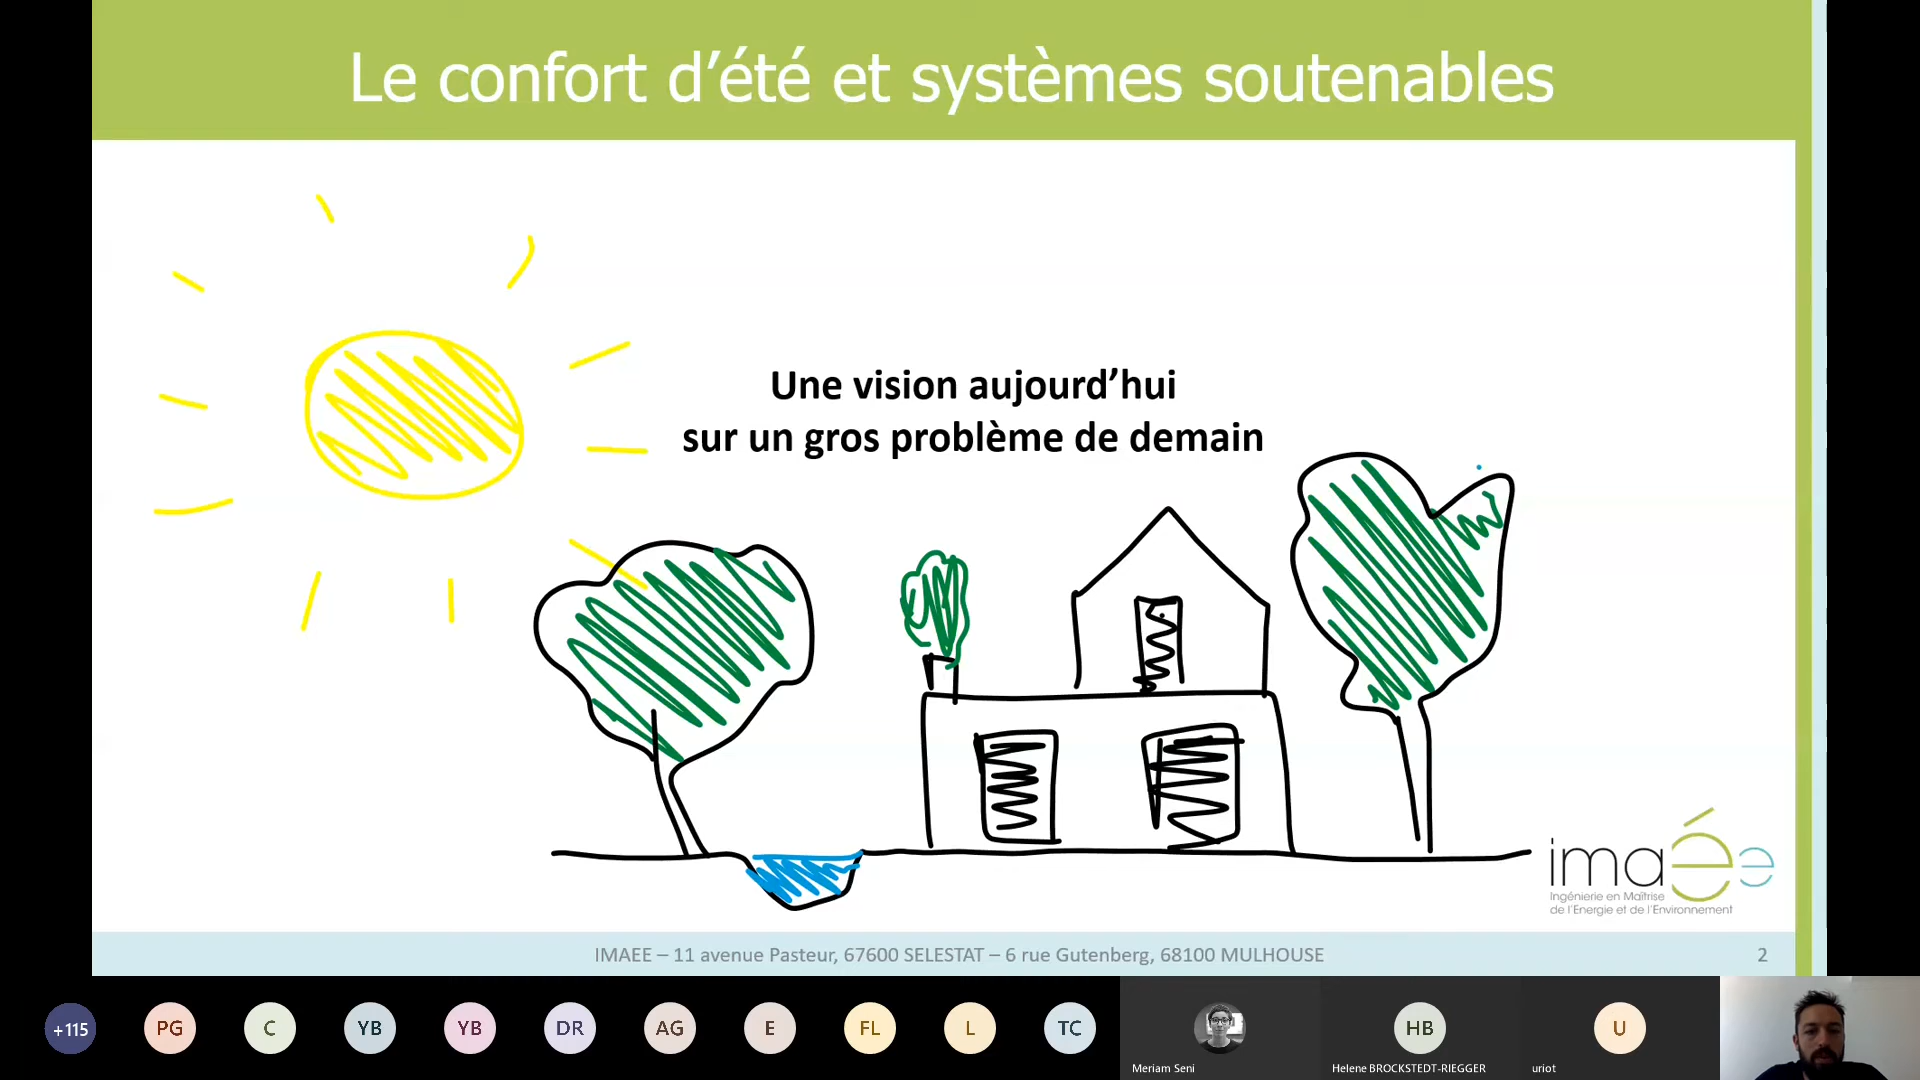 Le confort d’été et systèmes soutenables
Une vision aujourd’hui
sur un gros problème de demain
imaÉe
Ingénierie en Maîtrise
de l’Energie et de l’Environnement
IMAEE – 11 avenue Pasteur, 67600 SELESTAT – 6 rue Gutenberg, 68100 MULHOUSE
2
+115
PG
C
YB
YB
DR
AG
E
FL
L
TC
HB
U
Meriam Seni
Helene BROCKSTEDT-RIEGGER
uriot